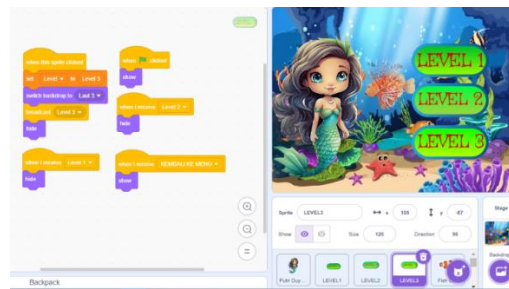 when this sprite clicked
set Level to Level 3
switch backdrop to Laut 3
broadcast Level 3
hide
when clicked
show
when I receive Level 2
hide
when I receive Level 1
hide
when I receive KEMBALI KE MENU
show
Backpack
LEVEL 1
LEVEL 2
LEVEL 3
Sprite LEVEL3 x 105 y -57
Show Size 125 Direction 90
Stage
LEVEL1 LEVEL2 LEVEL3